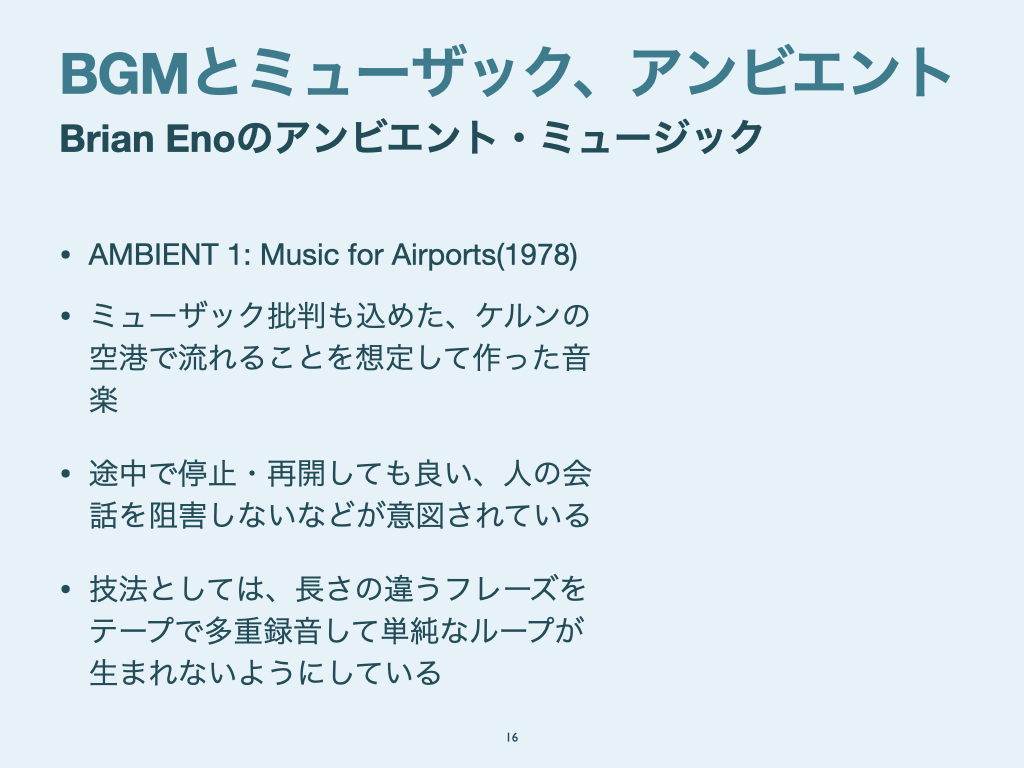 BGMとミューザック、アンビエント
Brian Enoのアンビエント・ミュージック
• AMBIENT 1: Music for Airports(1978)
• ミューザック批判も込めた、ケルンの
空港で流れることを想定して作った音
楽
• 途中で停止・再開しても良い、人の会
話を阻害しないなどが意図されている
• 技法としては、長さの違うフレーズを
テープで多重録音して単純なループが
生まれないようにしている
16